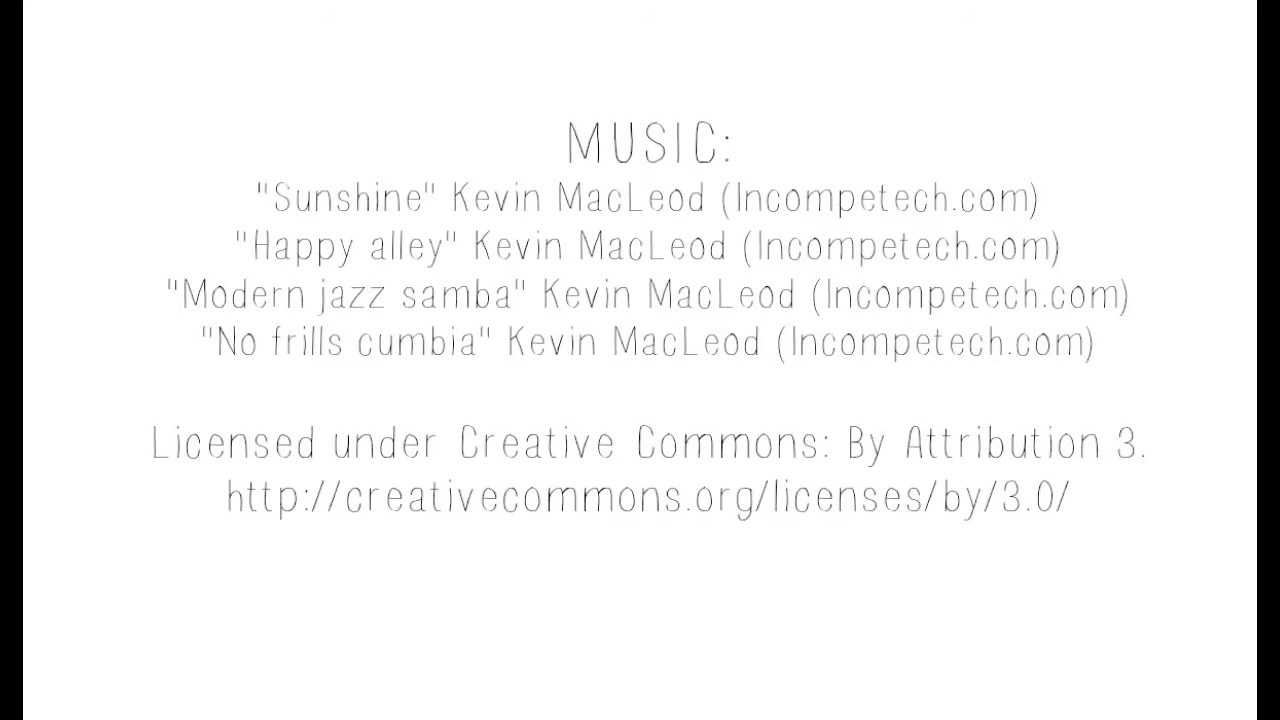 MUSIC:
"Sunshine" Kevin MacLeod (Incompetech.com)
"Happy alley" Kevin MacLeod (Incompetech.com)
"Modern jazz samba" Kevin MacLeod (Incompetech.com)
"No frills cumbia" Kevin MacLeod (Incompetech.com)
Licensed under Creative Commons: By Attribution 3.
http://creativecommons.org/licenses/by/3.0/